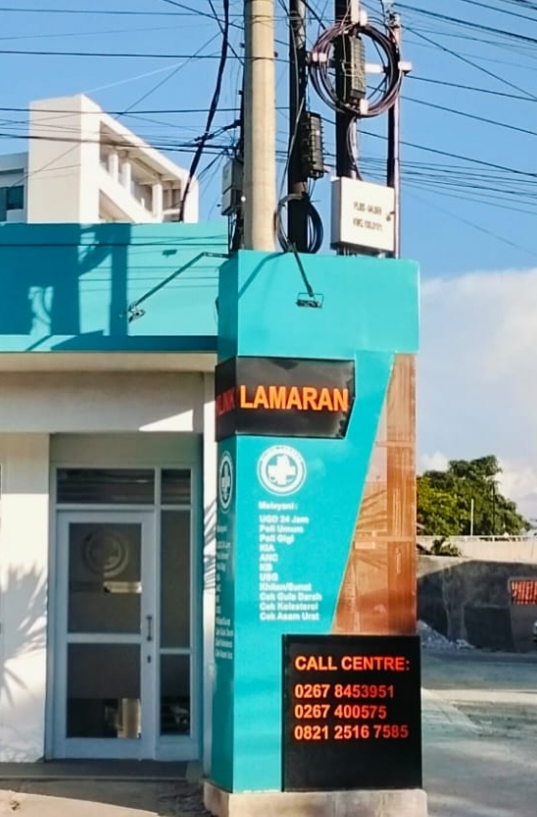 LAMARAN
Melayani :
UGD 24 Jam
Poli Umum
Poli Gigi
KIA
ANC
KB
USG
Khitan/Sunat
Cek Gula Darah
Cek Kolesterol
Cek Asam Urat
CALL CENTRE:
0267 8453951
0267 400575
0821 2516 7585